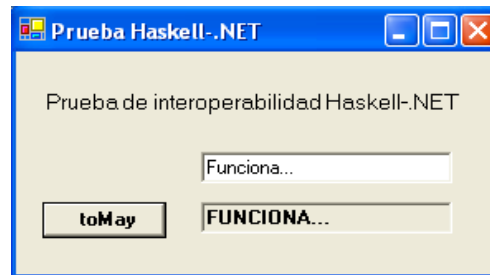 Prueba Haskell-.NET
Prueba de interoperabilidad Haskell-.NET
Funciona...
toMay
FUNCIONA...